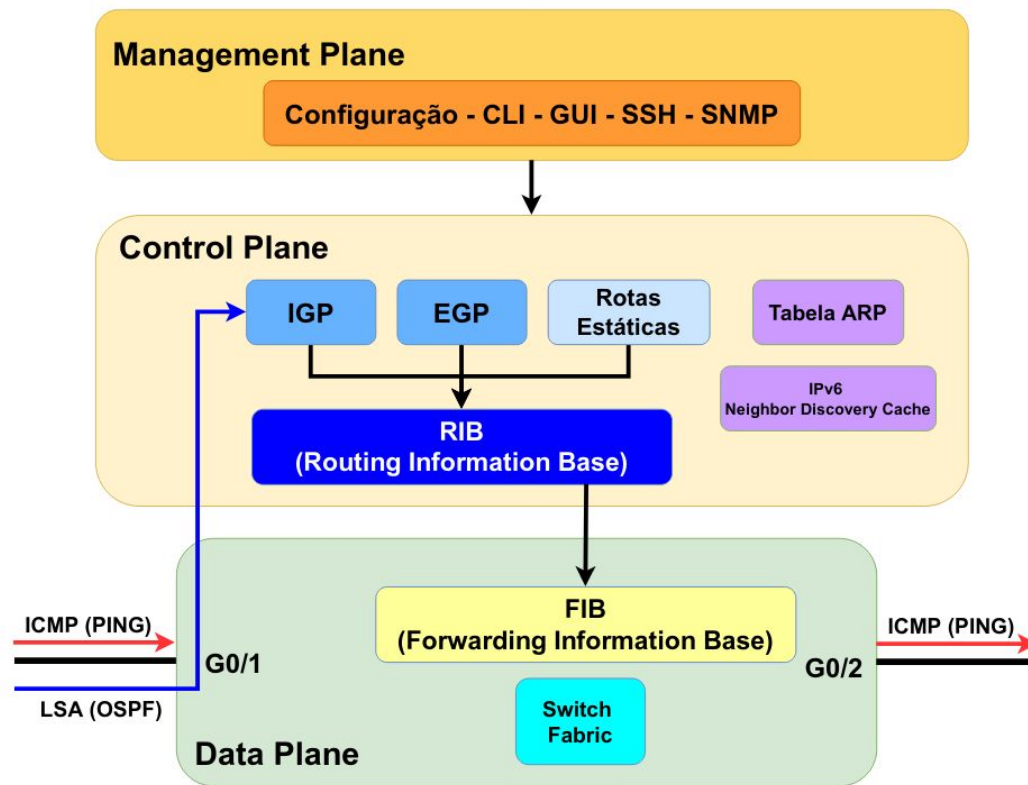 Management Plane
Configuração - CLI - GUI - SSH - SNMP
Control Plane
IGP
EGP
Rotas
Estáticas
Tabela ARP
IPv6
Neighbor Discovery Cache
RIB
(Routing Information Base)
FIB
(Forwarding Information Base)
ICMP (PING)
G0/1
LSA (OSPF)
ICMP (PING)
G0/2
Switch
Fabric
Data Plane